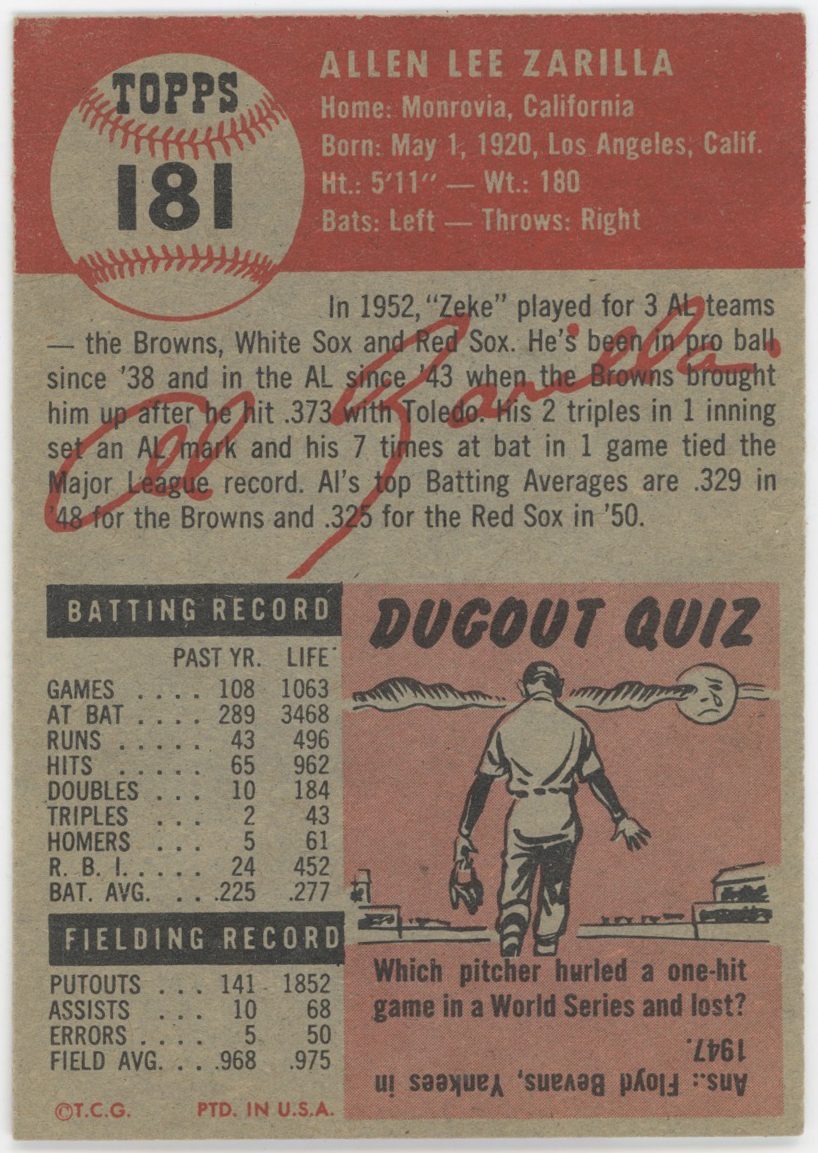 TOPPS
181
ALLEN LEE ZARILLA
Home: Monrovia, California
Born: May 1, 1920, Los Angeles, Calif.
Ht.: 5'11" — Wt.: 180
Bats: Left — Throws: Right
In 1952, "Zeke" played for 3 AL teams
— the Browns, White Sox and Red Sox. He's been in pro ball
since '38 and in the AL since '43 when the Browns brought
him up after he hit .373 with Toledo. His 2 triples in 1 inning
set an AL mark and his 7 times at bat in 1 game tied the
Major League record. Al's top Batting Averages are .329 in
'48 for the Browns and .325 for the Red Sox in '50.
Al Zarilla
BATTING RECORD
PAST YR. LIFE
GAMES . . . . 108 1063
AT BAT . . . . 289 3468
RUNS . . . . . 43 496
HITS . . . . . 65 962
DOUBLES . . . 10 184
TRIPLES . . . 2 43
HOMERS . . . 5 61
R. B. I. . . . . 24 452
BAT. AVG. . . .225 .277
FIELDING RECORD
PUTOUTS . . . 141 1852
ASSISTS . . . 10 68
ERRORS . . . . 5 50
FIELD AVG. . . .968 .975
©T.C.G. PTD. IN U.S.A.
DUGOUT QUIZ
Which pitcher hurled a one-hit
game in a World Series and lost?
Ans.: Floyd Bevans, Yankees in
1947.